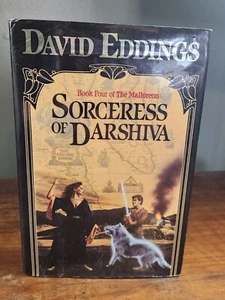 DAVID EDDINGS
Book Four of The Malloreon
SORCERESS
OF DARSHIVA